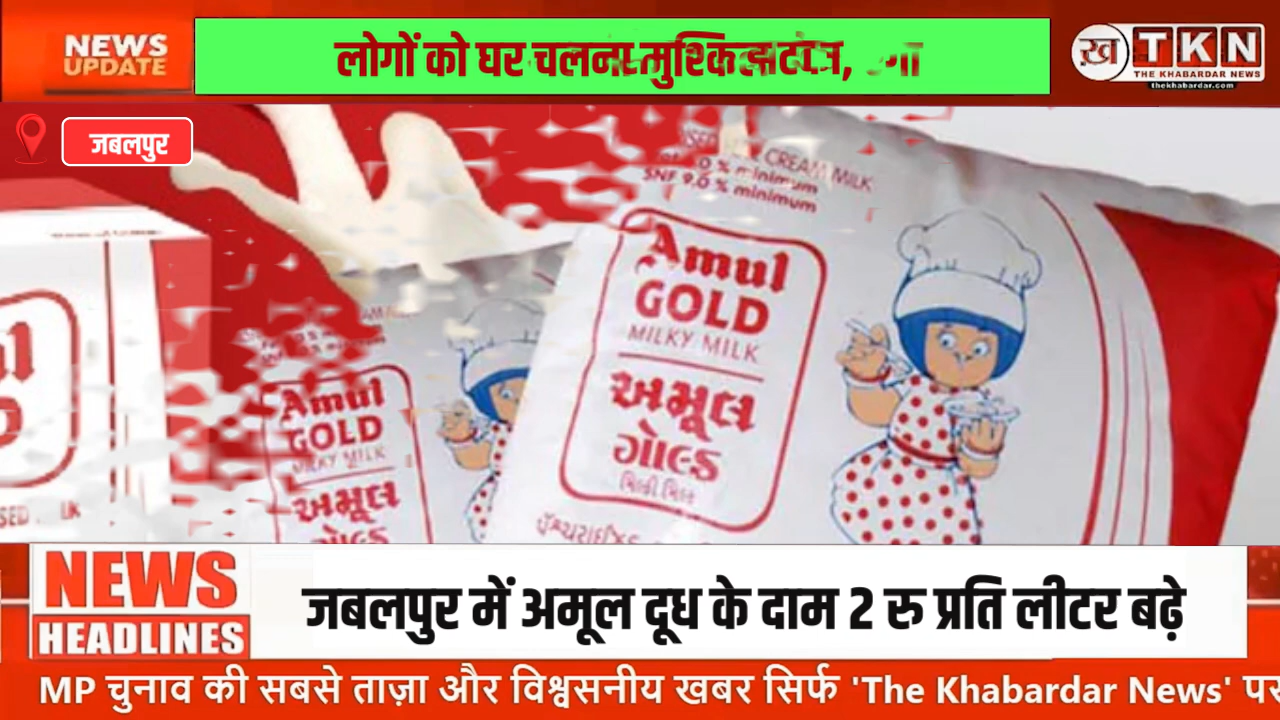 NEWS
UPDATE
लोगों को घर चलना मुश्किल
ख़ TKN
THE KHABARDAR NEWS
thekhabardar.com
जबलपुर
CREAM MILK
0 % minimum
SNF 9.0 % minimum
Amul
GOLD
MILKY MILK
અમૂલ
ગોલ્ડ
મિલ્કી મિલ્ક
Amul
GOLD
MILKY MILK
અમૂલ
ગોલ્ડ
NEWS
HEADLINES
जबलपुर में अमूल दूध के दाम 2 रु प्रति लीटर बढ़े
MP चुनाव की सबसे ताज़ा और विश्वसनीय खबर सिर्फ 'The Khabardar News' पर